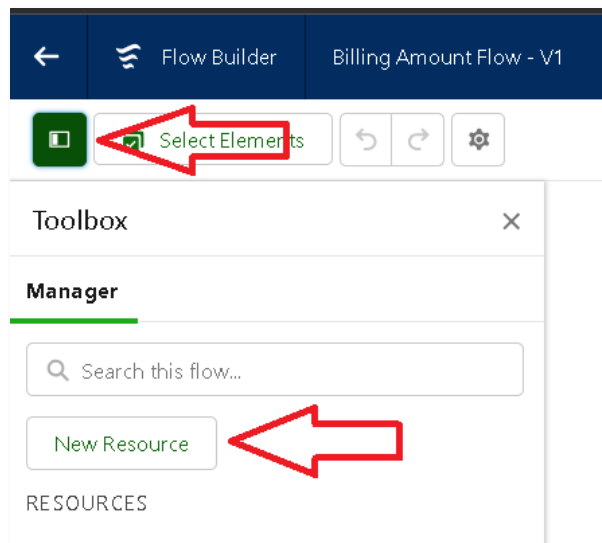 Flow Builder
Billing Amount Flow - V1
Select Elements
Toolbox
Manager
Search this flow...
New Resource
RESOURCES